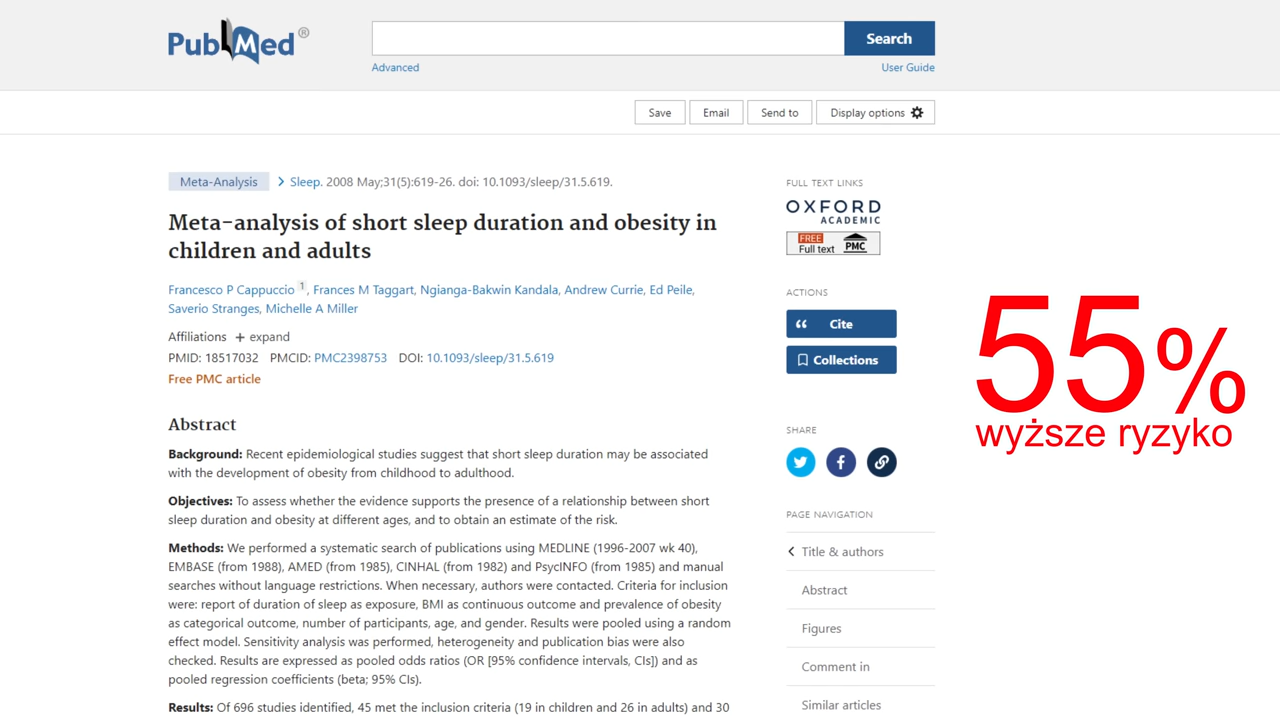 PubMed®
Search
Advanced
User Guide
Save
Email
Send to
Display options
Meta-Analysis
Sleep. 2008 May;31(5):619-26. doi: 10.1093/sleep/31.5.619.
Meta-analysis of short sleep duration and obesity in
children and adults
Francesco P Cappuccio 1, Frances M Taggart, Ngianga-Bakwin Kandala, Andrew Currie, Ed Peile,
Saverio Stranges, Michelle A Miller
Affiliations + expand
PMID: 18517032 PMCID: PMC2398753 DOI: 10.1093/sleep/31.5.619
Free PMC article
Abstract
Background: Recent epidemiological studies suggest that short sleep duration may be associated
with the development of obesity from childhood to adulthood.
Objectives: To assess whether the evidence supports the presence of a relationship between short
sleep duration and obesity at different ages, and to obtain an estimate of the risk.
Methods: We performed a systematic search of publications using MEDLINE (1996-2007 wk 40),
EMBASE (from 1988), AMED (from 1985), CINHAL (from 1982) and PsycINFO (from 1985) and manual
searches without language restrictions. When necessary, authors were contacted. Criteria for inclusion
were: report of duration of sleep as exposure, BMI as continuous outcome and prevalence of obesity
as categorical outcome, number of participants, age, and gender. Results were pooled using a random
effect model. Sensitivity analysis was performed, heterogeneity and publication bias were also
checked. Results are expressed as pooled odds ratios (OR [95% confidence intervals, CIs]) and as
pooled regression coefficients (beta; 95% CIs).
Results: Of 696 studies identified, 45 met the inclusion criteria (19 in children and 26 in adults) and 30
FULL TEXT LINKS
OXFORD
ACADEMIC
FREE
Full text PMC
ACTIONS
Cite
Collections
SHARE
PAGE NAVIGATION
Title & authors
Abstract
Figures
Comment in
Similar articles
55%
wyższe ryzyko